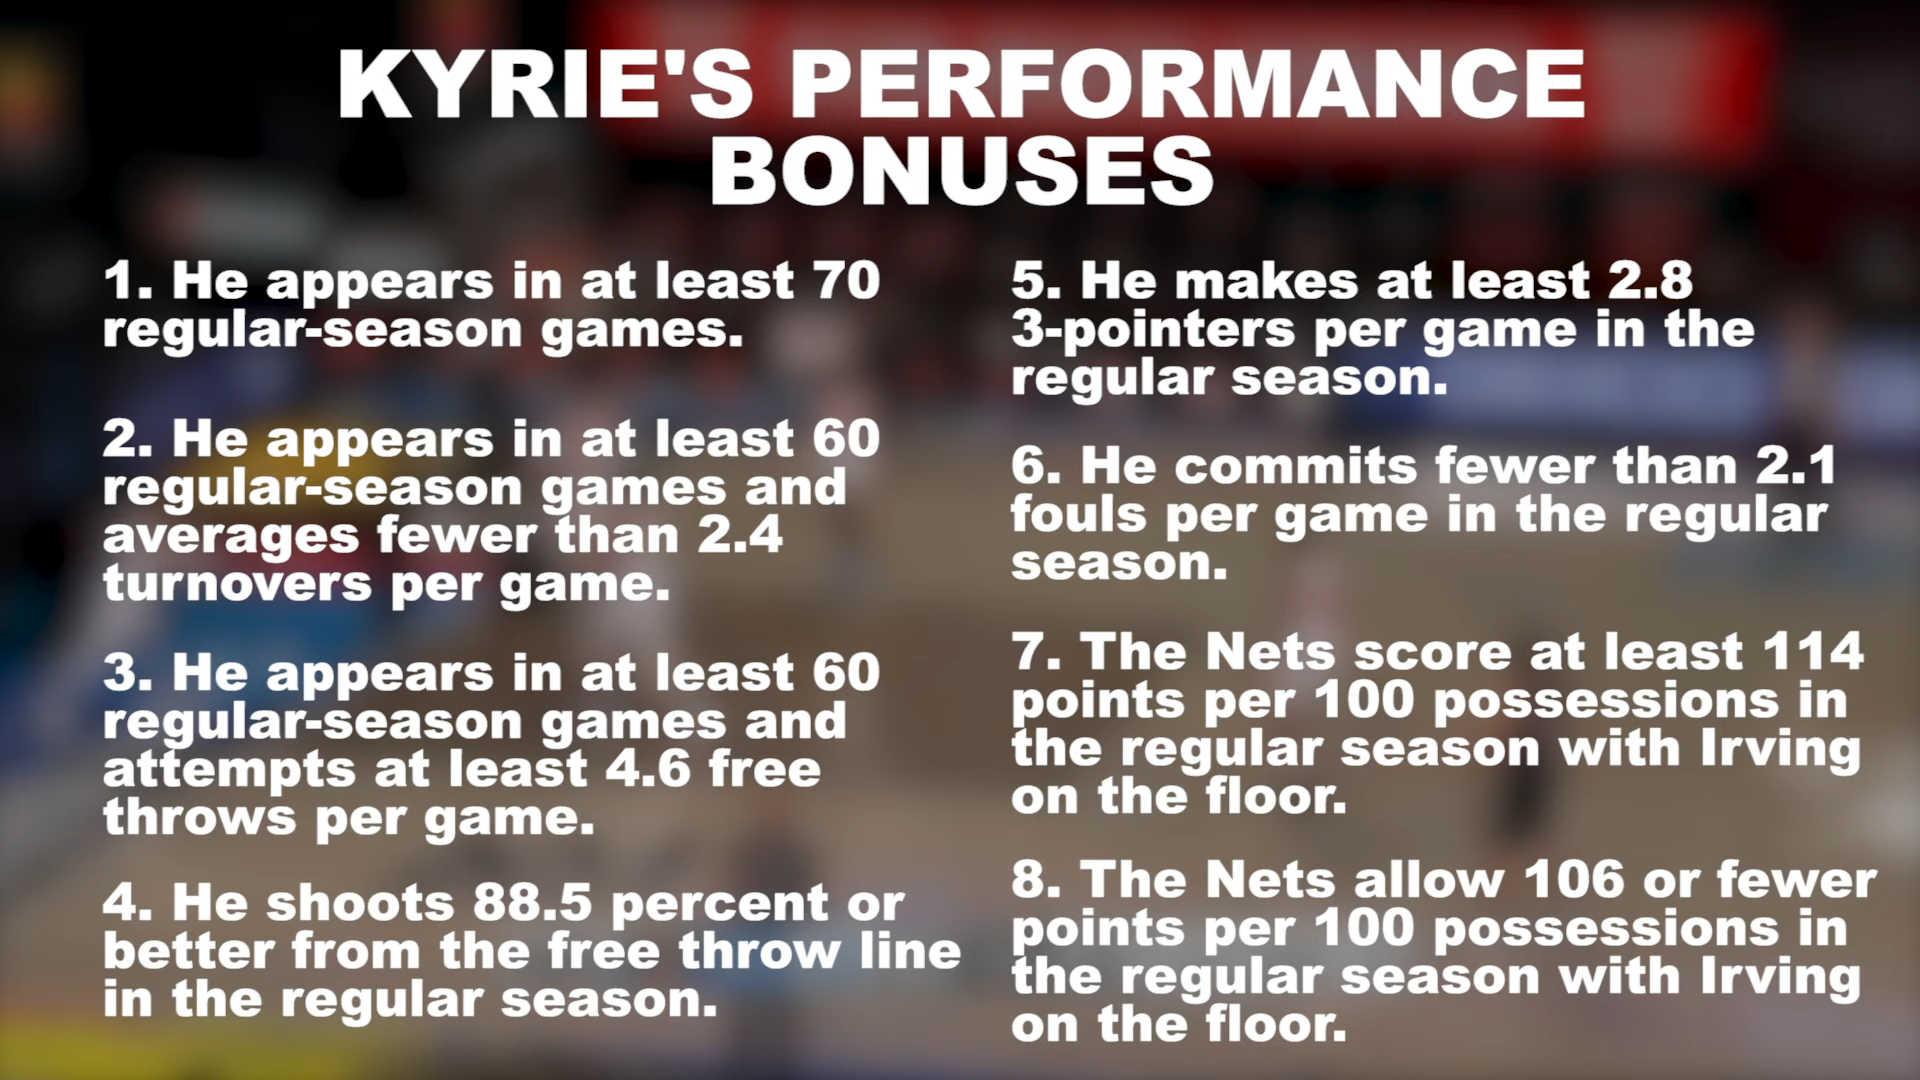 KYRIE'S PERFORMANCE
BONUSES
1. He appears in at least 70
regular-season games.
2. He appears in at least 60
regular-season games and
averages fewer than 2.4
turnovers per game.
3. He appears in at least 60
regular-season games and
attempts at least 4.6 free
throws per game.
4. He shoots 88.5 percent or
better from the free throw line
in the regular season.
5. He makes at least 2.8
3-pointers per game in the
regular season.
6. He commits fewer than 2.1
fouls per game in the regular
season.
7. The Nets score at least 114
points per 100 possessions in
the regular season with Irving
on the floor.
8. The Nets allow 106 or fewer
points per 100 possessions in
the regular season with Irving
on the floor.